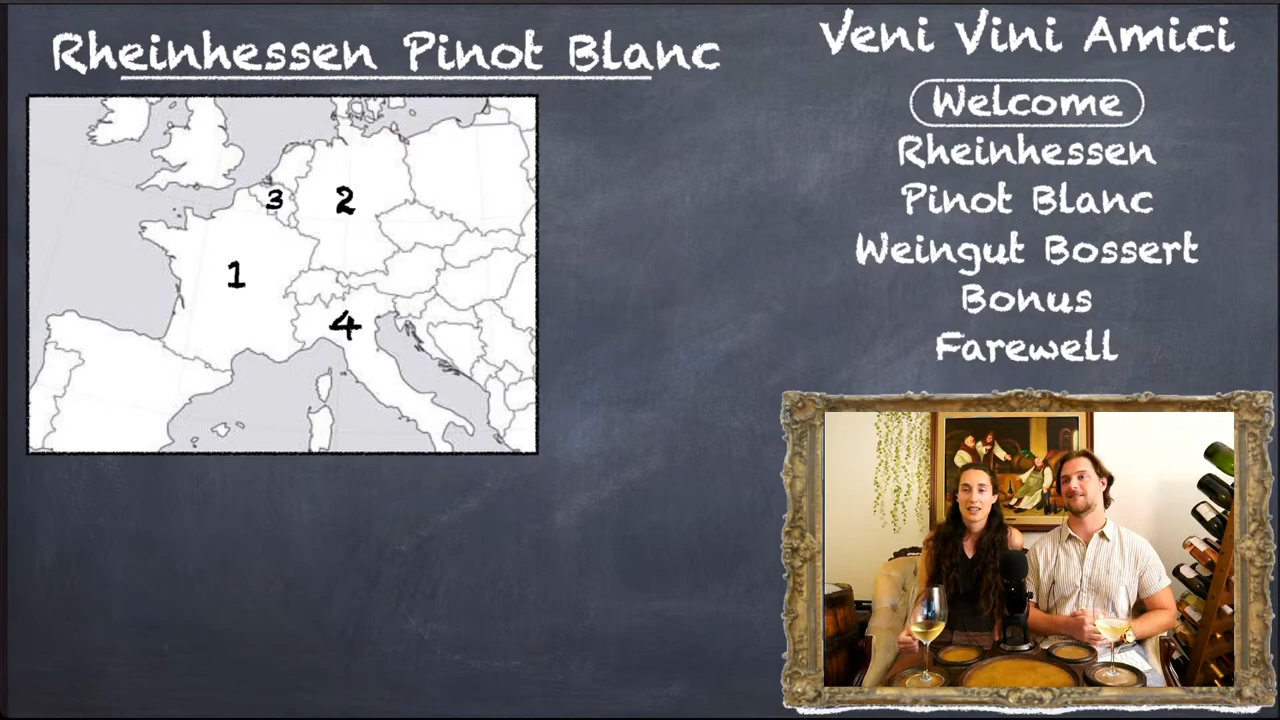 Rheinhessen Pinot Blanc
3
2
1
4
Veni Vini Amici
Welcome
Rheinhessen
Pinot Blanc
Weingut Bossert
Bonus
Farewell